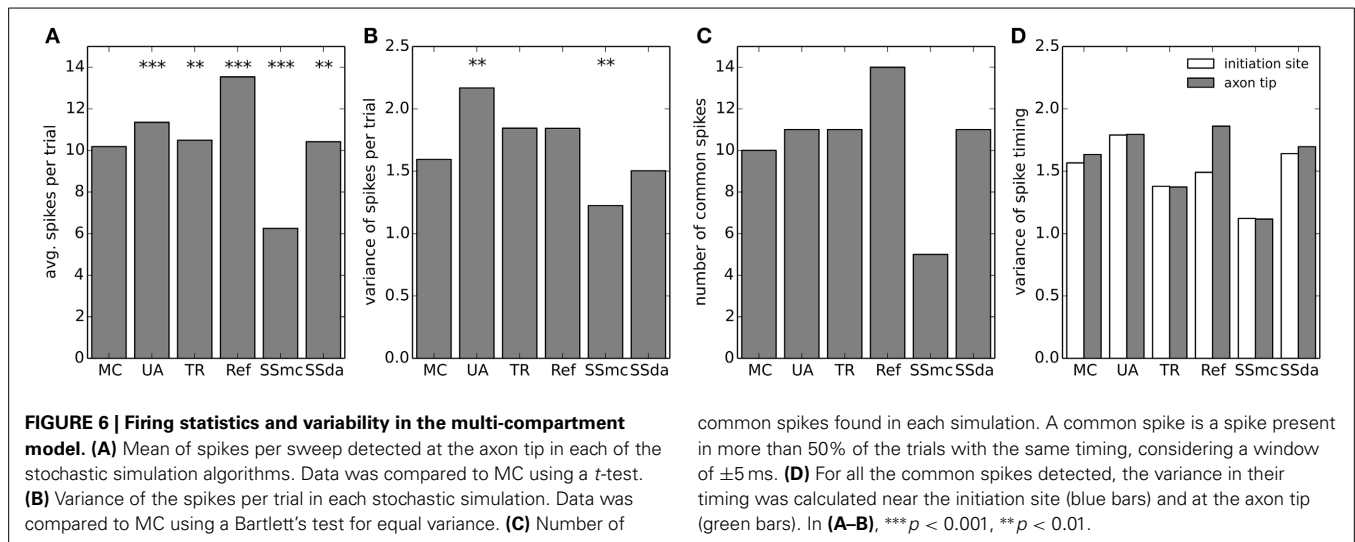 A
B
C
D
avg. spikes per trial
14
12
10
8
6
4
2
0
*** ** *** *** **
MC UA TR Ref SSmc SSda
variance of spikes per trial
2.5
2.0
1.5
1.0
0.5
0.0
** **
MC UA TR Ref SSmc SSda
number of common spikes
14
12
10
8
6
4
2
0
MC UA TR Ref SSmc SSda
variance of spike timing
2.5
2.0
1.5
1.0
0.5
0.0
initiation site
axon tip
MC UA TR Ref SSmc SSda
FIGURE 6 | Firing statistics and variability in the multi-compartment
model. (A) Mean of spikes per sweep detected at the axon tip in each of the
stochastic simulation algorithms. Data was compared to MC using a t-test.
(B) Variance of the spikes per trial in each stochastic simulation. Data was
compared to MC using a Bartlett's test for equal variance. (C) Number of
common spikes found in each simulation. A common spike is a spike present
in more than 50% of the trials with the same timing, considering a window
of ±5 ms. (D) For all the common spikes detected, the variance in their
timing was calculated near the initiation site (blue bars) and at the axon tip
(green bars). In (A–B), ***p < 0.001, **p < 0.01.